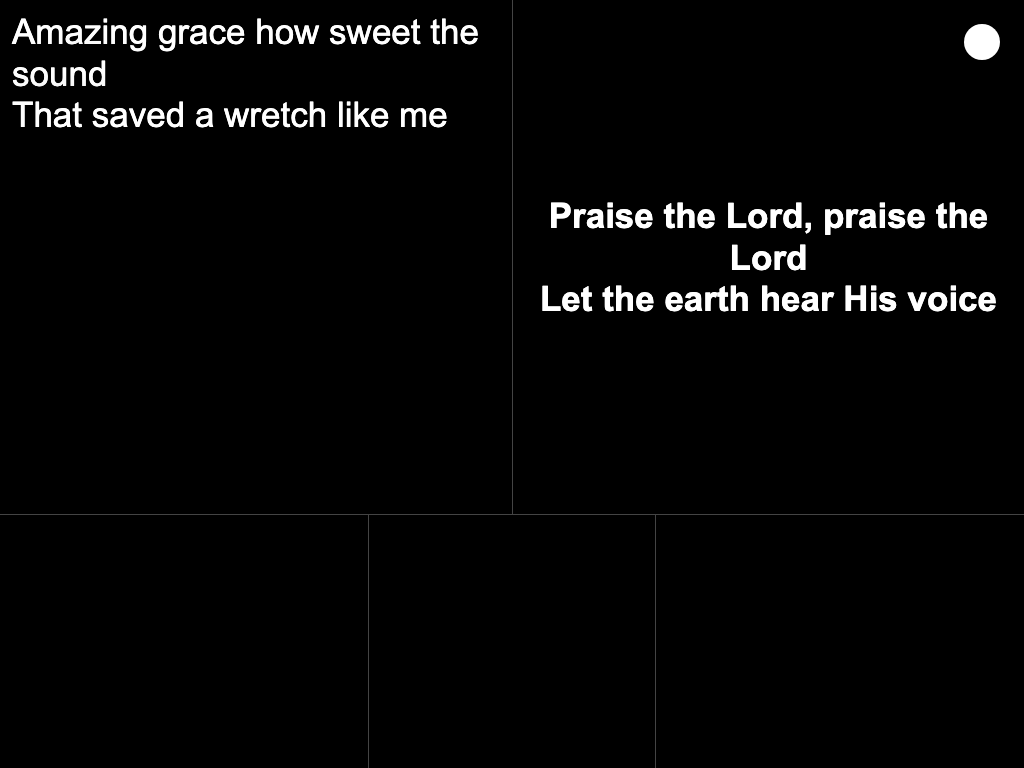 Amazing grace how sweet the
sound
That saved a wretch like me
Praise the Lord, praise the
Lord
Let the earth hear His voice